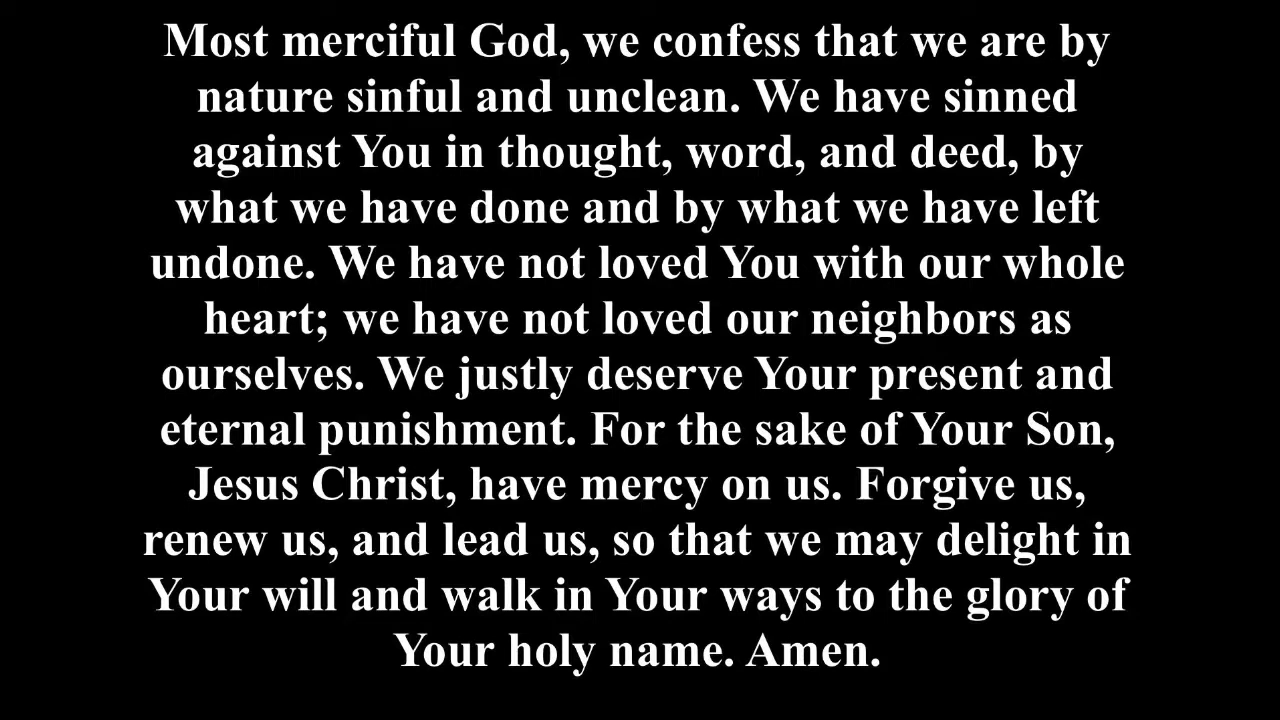 Most merciful God, we confess that we are by
nature sinful and unclean. We have sinned
against You in thought, word, and deed, by
what we have done and by what we have left
undone. We have not loved You with our whole
heart; we have not loved our neighbors as
ourselves. We justly deserve Your present and
eternal punishment. For the sake of Your Son,
Jesus Christ, have mercy on us. Forgive us,
renew us, and lead us, so that we may delight in
Your will and walk in Your ways to the glory of
Your holy name. Amen.